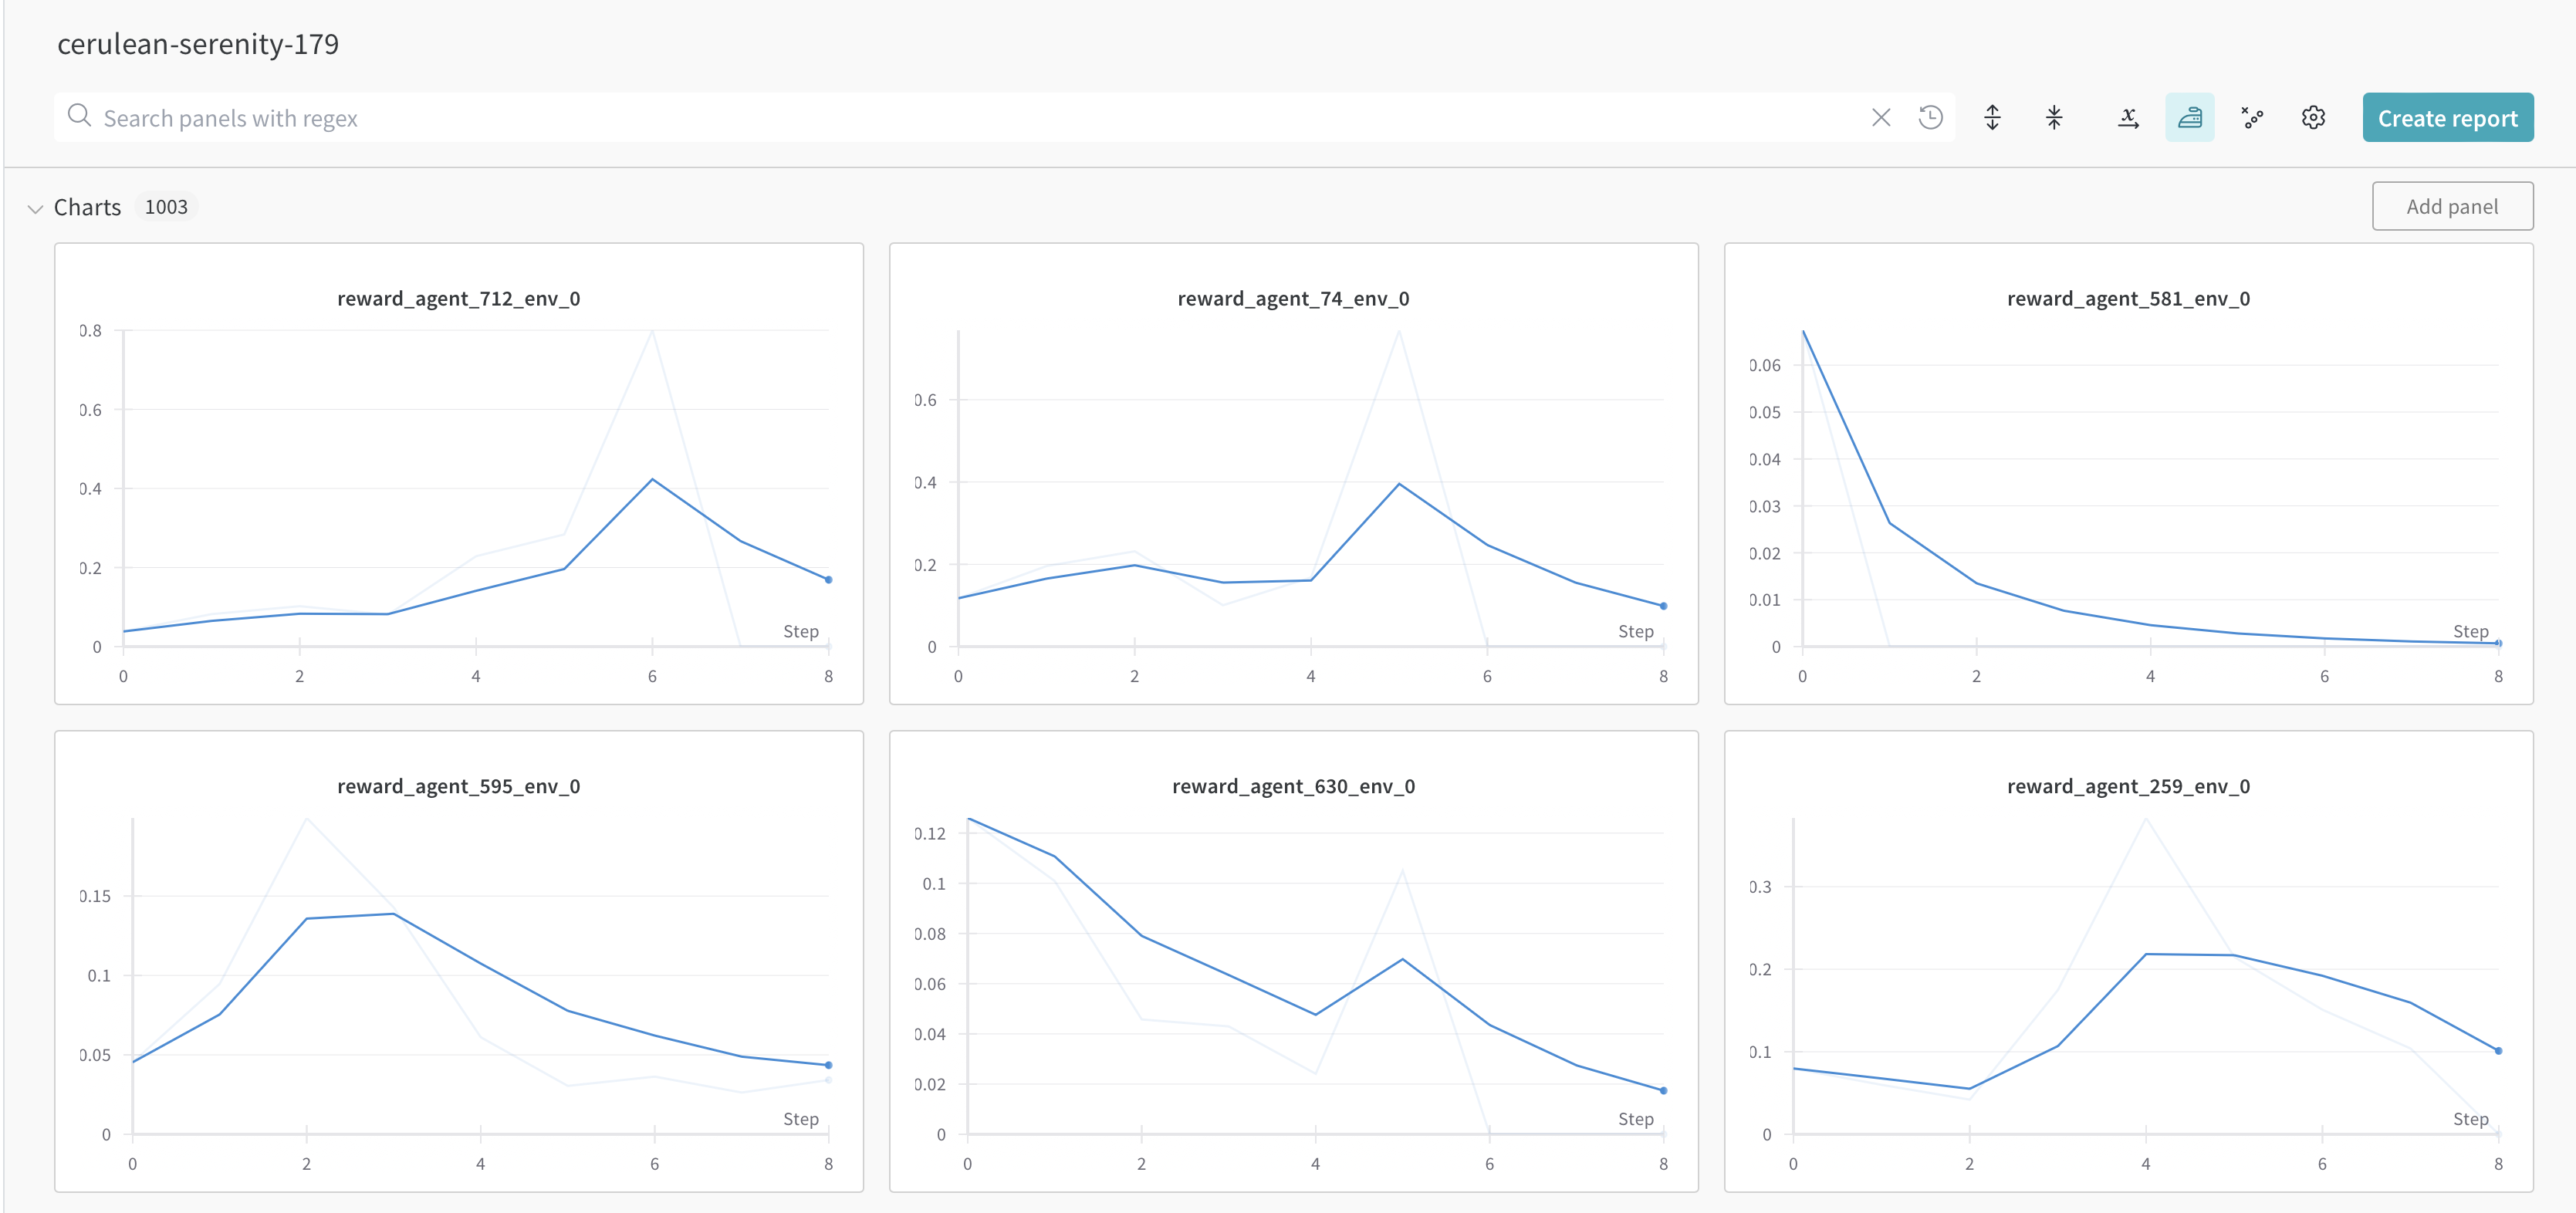 cerulean-serenity-179
Search panels with regex
Create report
Charts 1003
Add panel
reward_agent_712_env_0
0.8
0.6
0.4
0.2
0
Step
0 2 4 6 8
reward_agent_74_env_0
0.6
0.4
0.2
0
Step
0 2 4 6 8
reward_agent_581_env_0
0.06
0.05
0.04
0.03
0.02
0.01
0
Step
0 2 4 6 8
reward_agent_595_env_0
0.15
0.1
0.05
0
Step
0 2 4 6 8
reward_agent_630_env_0
0.12
0.1
0.08
0.06
0.04
0.02
0
Step
0 2 4 6 8
reward_agent_259_env_0
0.3
0.2
0.1
0
Step
0 2 4 6 8